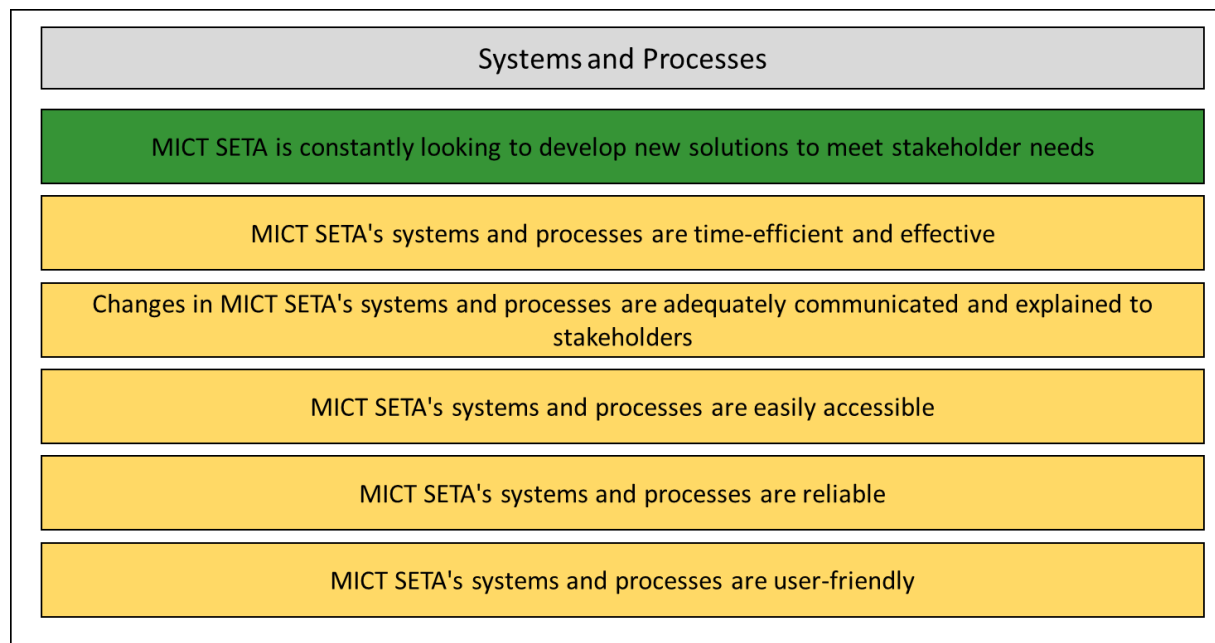 Systems and Processes
MICT SETA is constantly looking to develop new solutions to meet stakeholder needs
MICT SETA's systems and processes are time-efficient and effective
Changes in MICT SETA's systems and processes are adequately communicated and explained to
stakeholders
MICT SETA's systems and processes are easily accessible
MICT SETA's systems and processes are reliable
MICT SETA's systems and processes are user-friendly